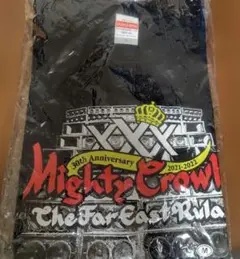 XXX
30th Anniversary 2021-2022
Mighty Crown
The Far East Rula
M